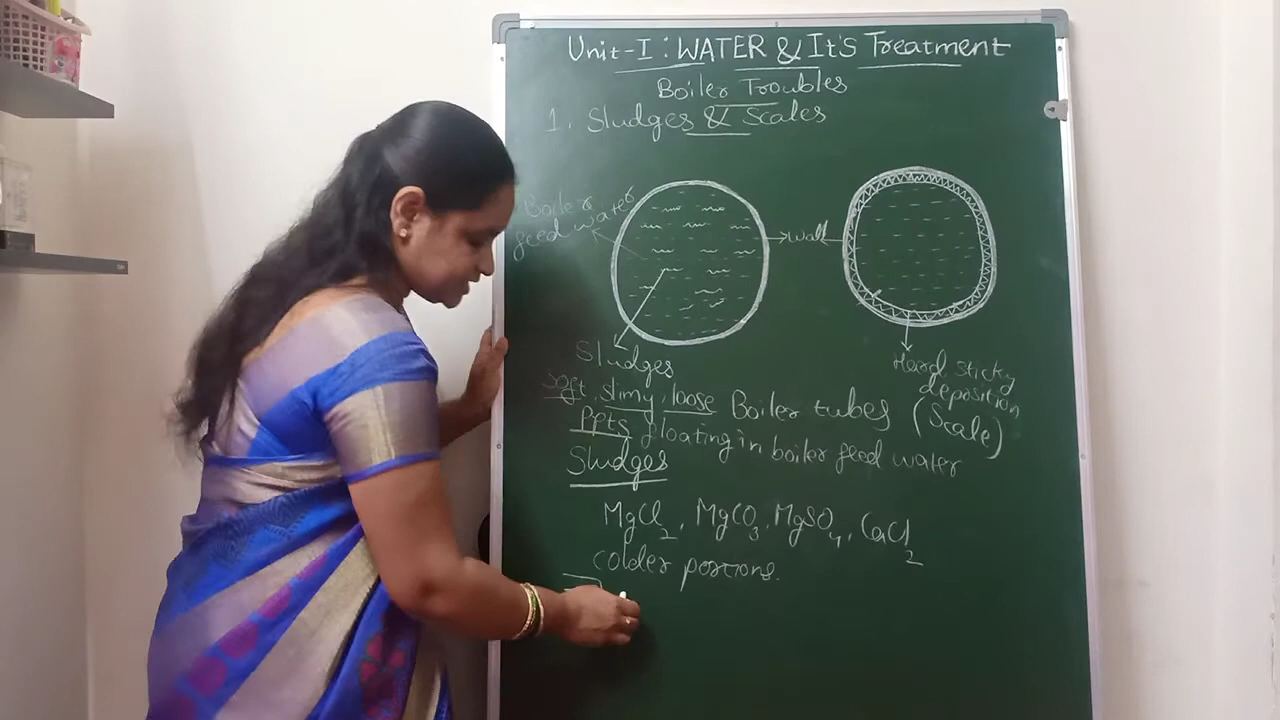 Unit-I : WATER & It's Treatment
Boiler Troubles
1. Sludges & Scales
Boiler
feed water
Wall
Sludges
Hard sticky
deposition
(Scale)
soft, slimy, loose
Boiler tubes
PPts floating in boiler feed water
Sludges
MgCl2, MgCO3, MgSO4, CaCl2
colder portions.